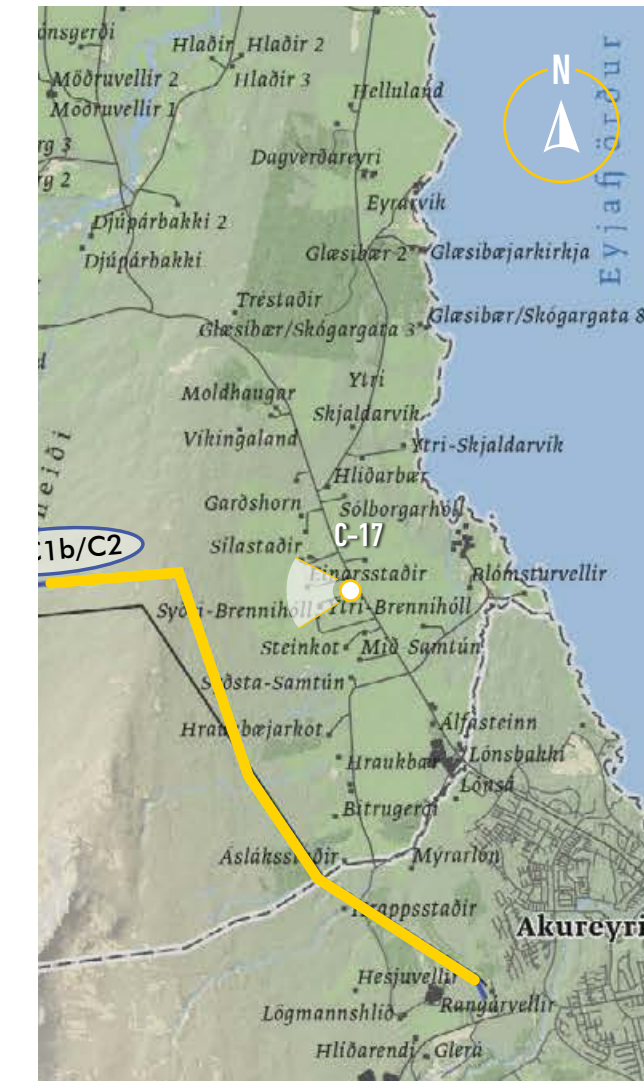 Hlaðir
Hlaðir 2
Hlaðir 3
Möðruvellir 2
Möðruvellir 1
rg 3
rg 2
Helluland
N
Eyjafjörður
Dagverðareyri
Eyrarvík
Djúpárbakki 2
Djúpárbakki
Glæsibær 2
Glæsibæjarkirkja
Tréstaðir
Glæsibær/Skógargata 3
Glæsibær/Skógargata 8
Ytri
Skjaldarvík
Moldhaugar
Víkingaland
Ytri-Skjaldarvík
Hlíðarbær
Garðshorn
Sólborgarhóll
C-17
C1b/C2
Sílastaðir
Einarsstaðir
Blómsturvellir
Syðri-Brennihóll
Ytri-Brennihóll
Steinkot
Mið Samtún
Syðsta-Samtún
Hraukbæjarkot
Álfasteinn
Hraukbær
Lónsbakki
Lónsá
Bitrugerði
Ásláksstaðir
Mýrarlón
Krappsstaðir
Akureyri
Hesjuvellir
Rangárvellir
Lögmannshlíð
Hlíðarendi
Glerá